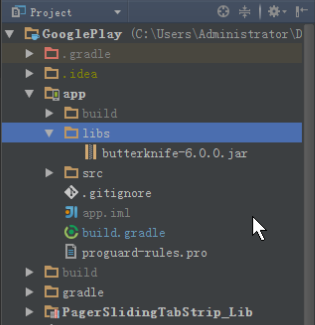 Project
GooglePlay (C:\Users\Administrator\D
.gradle
.idea
app
build
libs
butterknife-6.0.0.jar
src
.gitignore
app.iml
build.gradle
proguard-rules.pro
build
gradle
PagerSlidingTabStrip_Lib